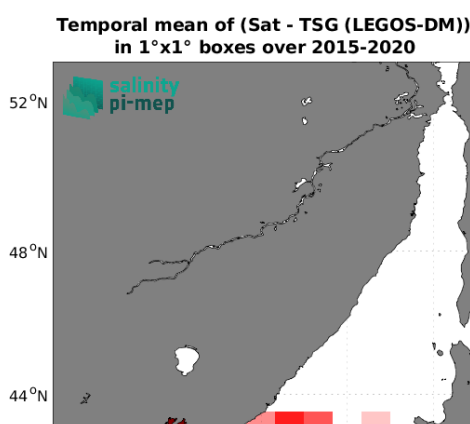 Temporal mean of (Sat - TSG (LEGOS-DM))
in 1°x1° boxes over 2015-2020
salinity
pi-mep
52°N
48°N
44°N